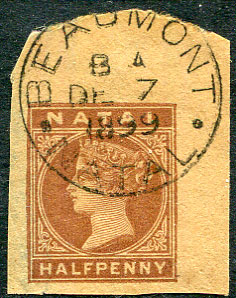 BEAUMONT
B A
DE 7
1899
NATAL
NATAL
HALFPENNY